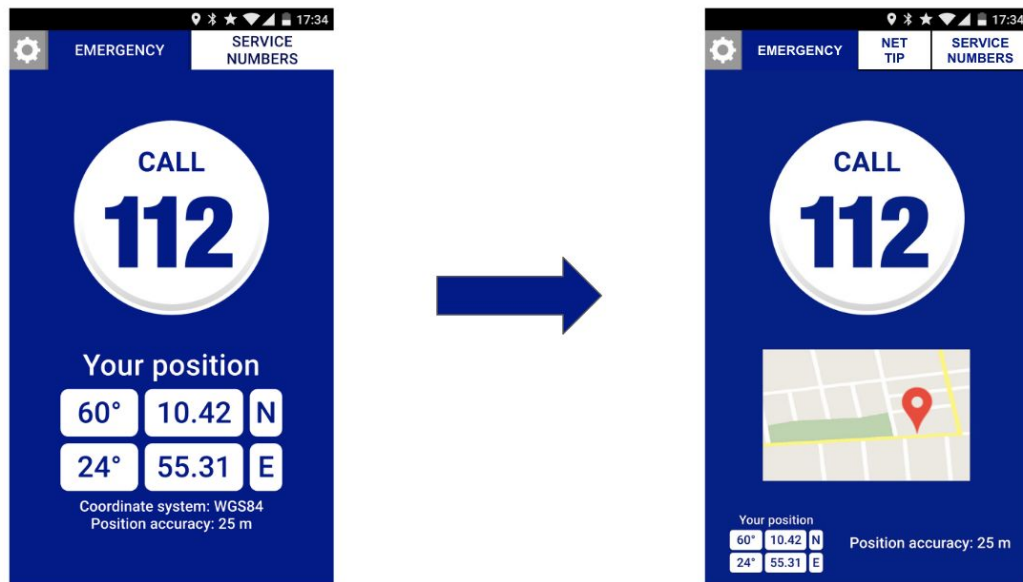 17:34
EMERGENCY
SERVICE
NUMBERS
CALL
112
Your position
60° 10.42 N
24° 55.31 E
Coordinate system: WGS84
Position accuracy: 25 m
17:34
EMERGENCY
NET
TIP
SERVICE
NUMBERS
CALL
112
Your position
60° 10.42 N
24° 55.31 E
Position accuracy: 25 m